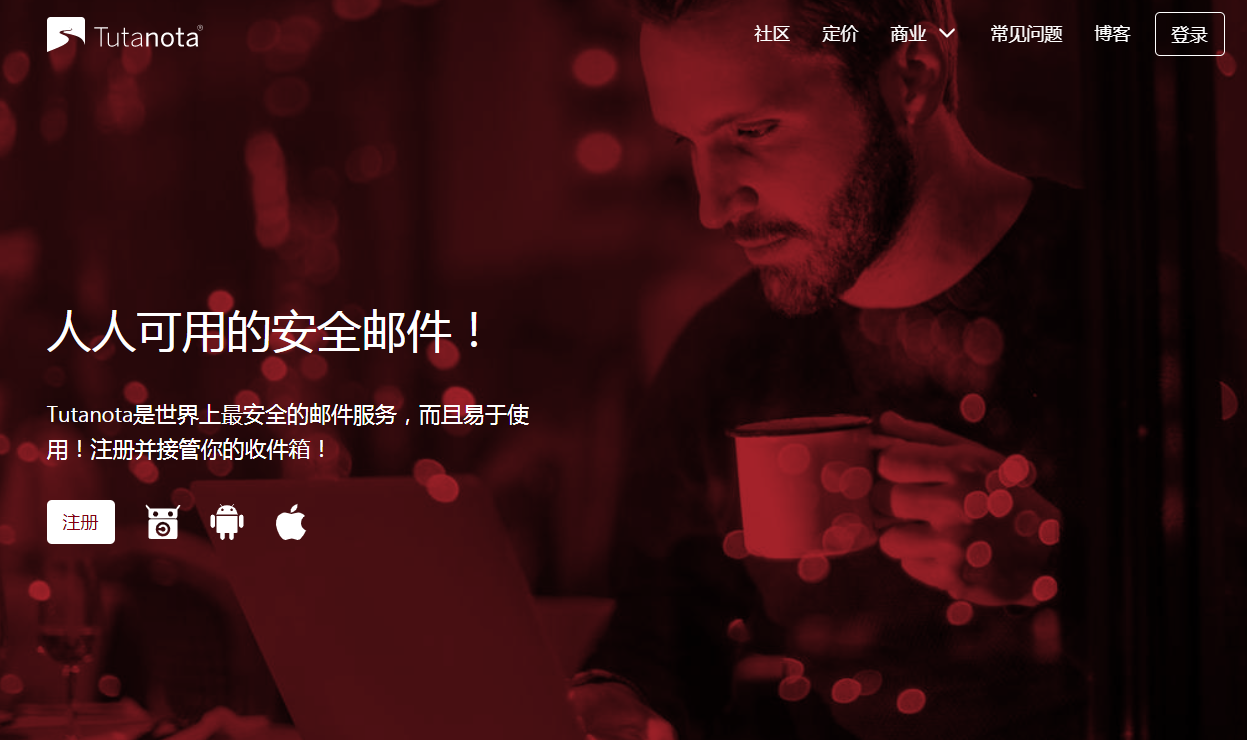 Tutanota®
社区 定价 商业 常见问题 博客 登录
人人可用的安全邮件！
Tutanota是世界上最安全的邮件服务，而且易于使
用！注册并接管你的收件箱！
注册